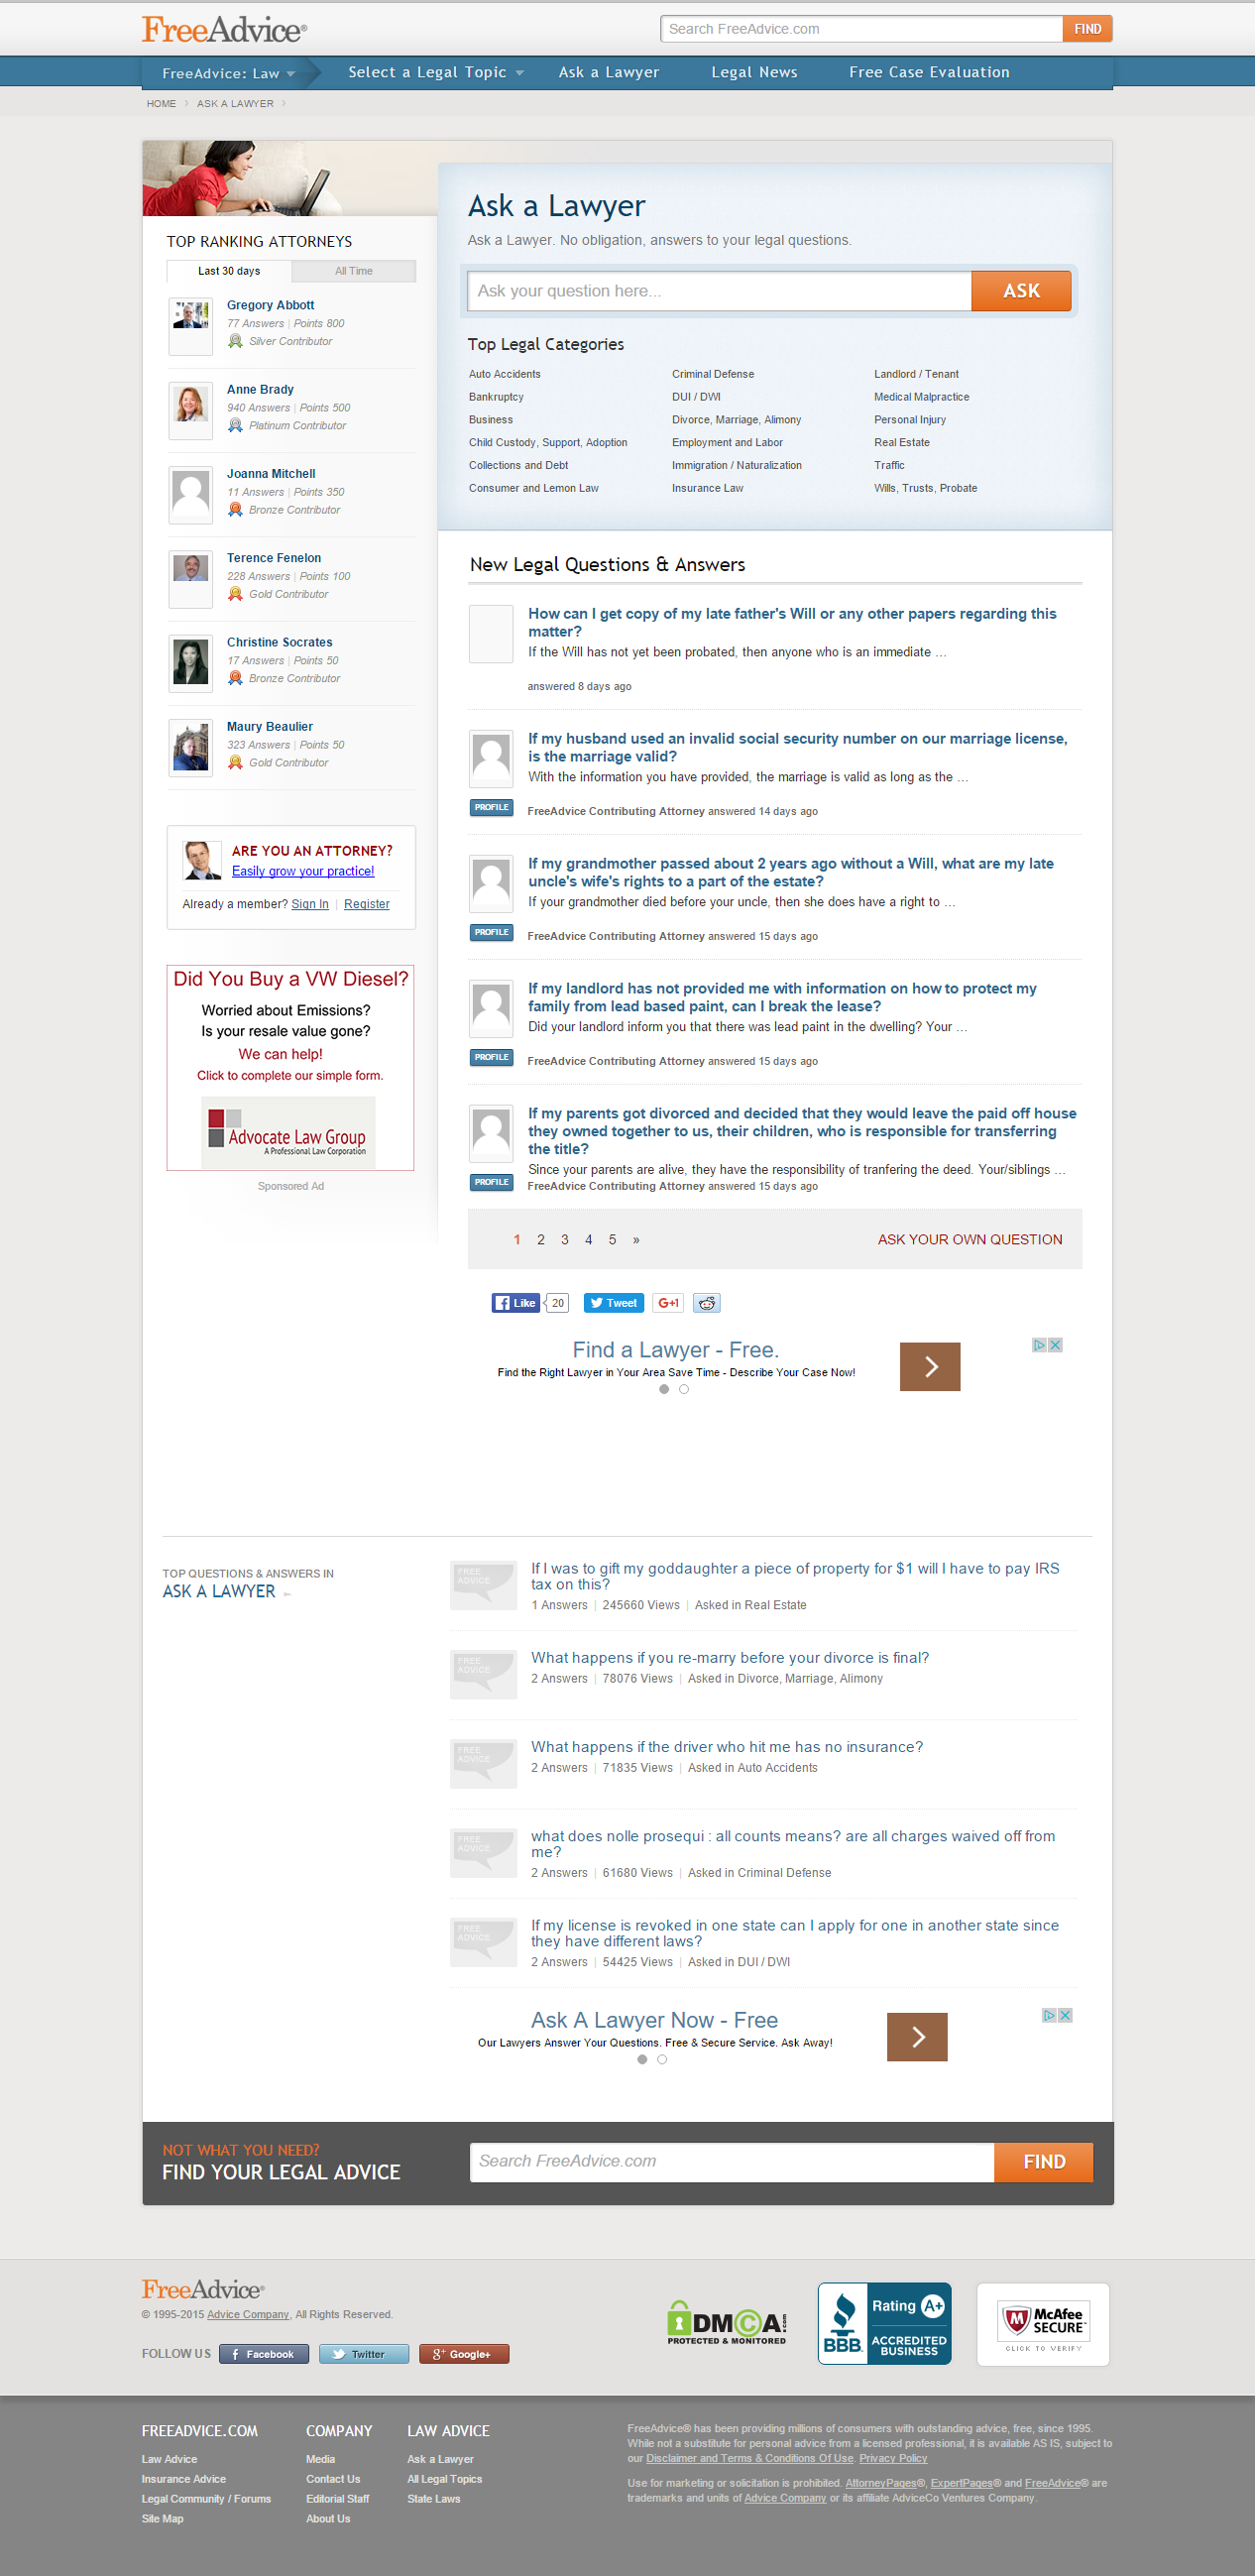 FreeAdvice®
Search FreeAdvice.com
FIND
FreeAdvice: Law
Select a Legal Topic
Ask a Lawyer
Legal News
Free Case Evaluation
HOME › ASK A LAWYER ›
TOP RANKING ATTORNEYS
Last 30 days
All Time
Gregory Abbott
77 Answers | Points 800
Silver Contributor
Anne Brady
940 Answers | Points 500
Platinum Contributor
Joanna Mitchell
11 Answers | Points 350
Bronze Contributor
Terence Fenelon
228 Answers | Points 100
Gold Contributor
Christine Socrates
17 Answers | Points 50
Bronze Contributor
Maury Beaulier
323 Answers | Points 50
Gold Contributor
ARE YOU AN ATTORNEY?
Easily grow your practice!
Already a member? Sign In | Register
Did You Buy a VW Diesel?
Worried about Emissions?
Is your resale value gone?
We can help!
Click to complete our simple form.
Advocate Law Group
A Professional Law Corporation
Sponsored Ad
Ask a Lawyer
Ask a Lawyer. No obligation, answers to your legal questions.
Ask your question here...
ASK
Top Legal Categories
Auto Accidents
Bankruptcy
Business
Child Custody, Support, Adoption
Collections and Debt
Consumer and Lemon Law
Criminal Defense
DUI / DWI
Divorce, Marriage, Alimony
Employment and Labor
Immigration / Naturalization
Insurance Law
Landlord / Tenant
Medical Malpractice
Personal Injury
Real Estate
Traffic
Wills, Trusts, Probate
New Legal Questions & Answers
How can I get copy of my late father's Will or any other papers regarding this
matter?
If the Will has not yet been probated, then anyone who is an immediate ...
answered 8 days ago
If my husband used an invalid social security number on our marriage license,
is the marriage valid?
With the information you have provided, the marriage is valid as long as the ...
PROFILE
FreeAdvice Contributing Attorney answered 14 days ago
If my grandmother passed about 2 years ago without a Will, what are my late
uncle's wife's rights to a part of the estate?
If your grandmother died before your uncle, then she does have a right to ...
PROFILE
FreeAdvice Contributing Attorney answered 15 days ago
If my landlord has not provided me with information on how to protect my
family from lead based paint, can I break the lease?
Did your landlord inform you that there was lead paint in the dwelling? Your ...
PROFILE
FreeAdvice Contributing Attorney answered 15 days ago
If my parents got divorced and decided that they would leave the paid off house
they owned together to us, their children, who is responsible for transferring
the title?
Since your parents are alive, they have the responsibility of tranfering the deed. Your/siblings ...
PROFILE
FreeAdvice Contributing Attorney answered 15 days ago
1 2 3 4 5 »
ASK YOUR OWN QUESTION
Like 20
Tweet
G+1
Find a Lawyer - Free.
Find the Right Lawyer in Your Area Save Time - Describe Your Case Now!
TOP QUESTIONS & ANSWERS IN
ASK A LAWYER
FREE
ADVICE
If I was to gift my goddaughter a piece of property for $1 will I have to pay IRS
tax on this?
1 Answers | 245660 Views | Asked in Real Estate
FREE
ADVICE
What happens if you re-marry before your divorce is final?
2 Answers | 78076 Views | Asked in Divorce, Marriage, Alimony
FREE
ADVICE
What happens if the driver who hit me has no insurance?
2 Answers | 71835 Views | Asked in Auto Accidents
FREE
ADVICE
what does nolle prosequi : all counts means? are all charges waived off from
me?
2 Answers | 61680 Views | Asked in Criminal Defense
FREE
ADVICE
If my license is revoked in one state can I apply for one in another state since
they have different laws?
2 Answers | 54425 Views | Asked in DUI / DWI
Ask A Lawyer Now - Free
Our Lawyers Answer Your Questions. Free & Secure Service. Ask Away!
NOT WHAT YOU NEED?
FIND YOUR LEGAL ADVICE
Search FreeAdvice.com
FIND
FreeAdvice®
© 1995-2015 Advice Company, All Rights Reserved.
FOLLOW US
Facebook
Twitter
Google+
DMCA.com
PROTECTED & MONITORED
BBB.
Rating A+
ACCREDITED
BUSINESS
McAfee
SECURE™
CLICK TO VERIFY
FREEADVICE.COM
Law Advice
Insurance Advice
Legal Community / Forums
Site Map
COMPANY
Media
Contact Us
Editorial Staff
About Us
LAW ADVICE
Ask a Lawyer
All Legal Topics
State Laws
FreeAdvice® has been providing millions of consumers with outstanding advice, free, since 1995.
While not a substitute for personal advice from a licensed professional, it is available AS IS, subject to
our Disclaimer and Terms & Conditions Of Use. Privacy Policy
Use for marketing or solicitation is prohibited. AttorneyPages®, ExpertPages® and FreeAdvice® are
trademarks and units of Advice Company or its affiliate AdviceCo Ventures Company.